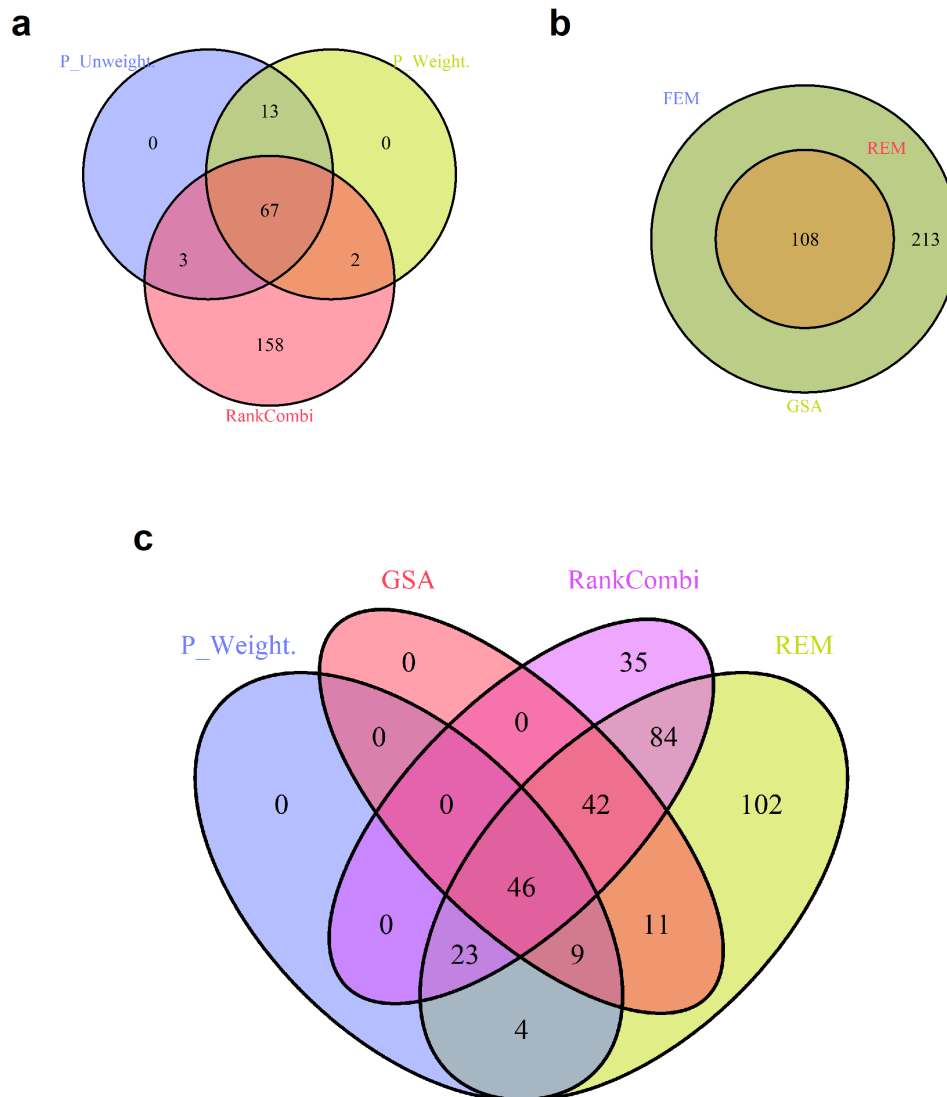 a
b
P_Unweight.
P_Weight.
13
0
0
67
3
2
158
RankCombi
FEM
REM
108
213
GSA
c
GSA
RankCombi
P_Weight.
REM
0
35
0
0
84
0
0
42
102
46
0
11
23
9
4